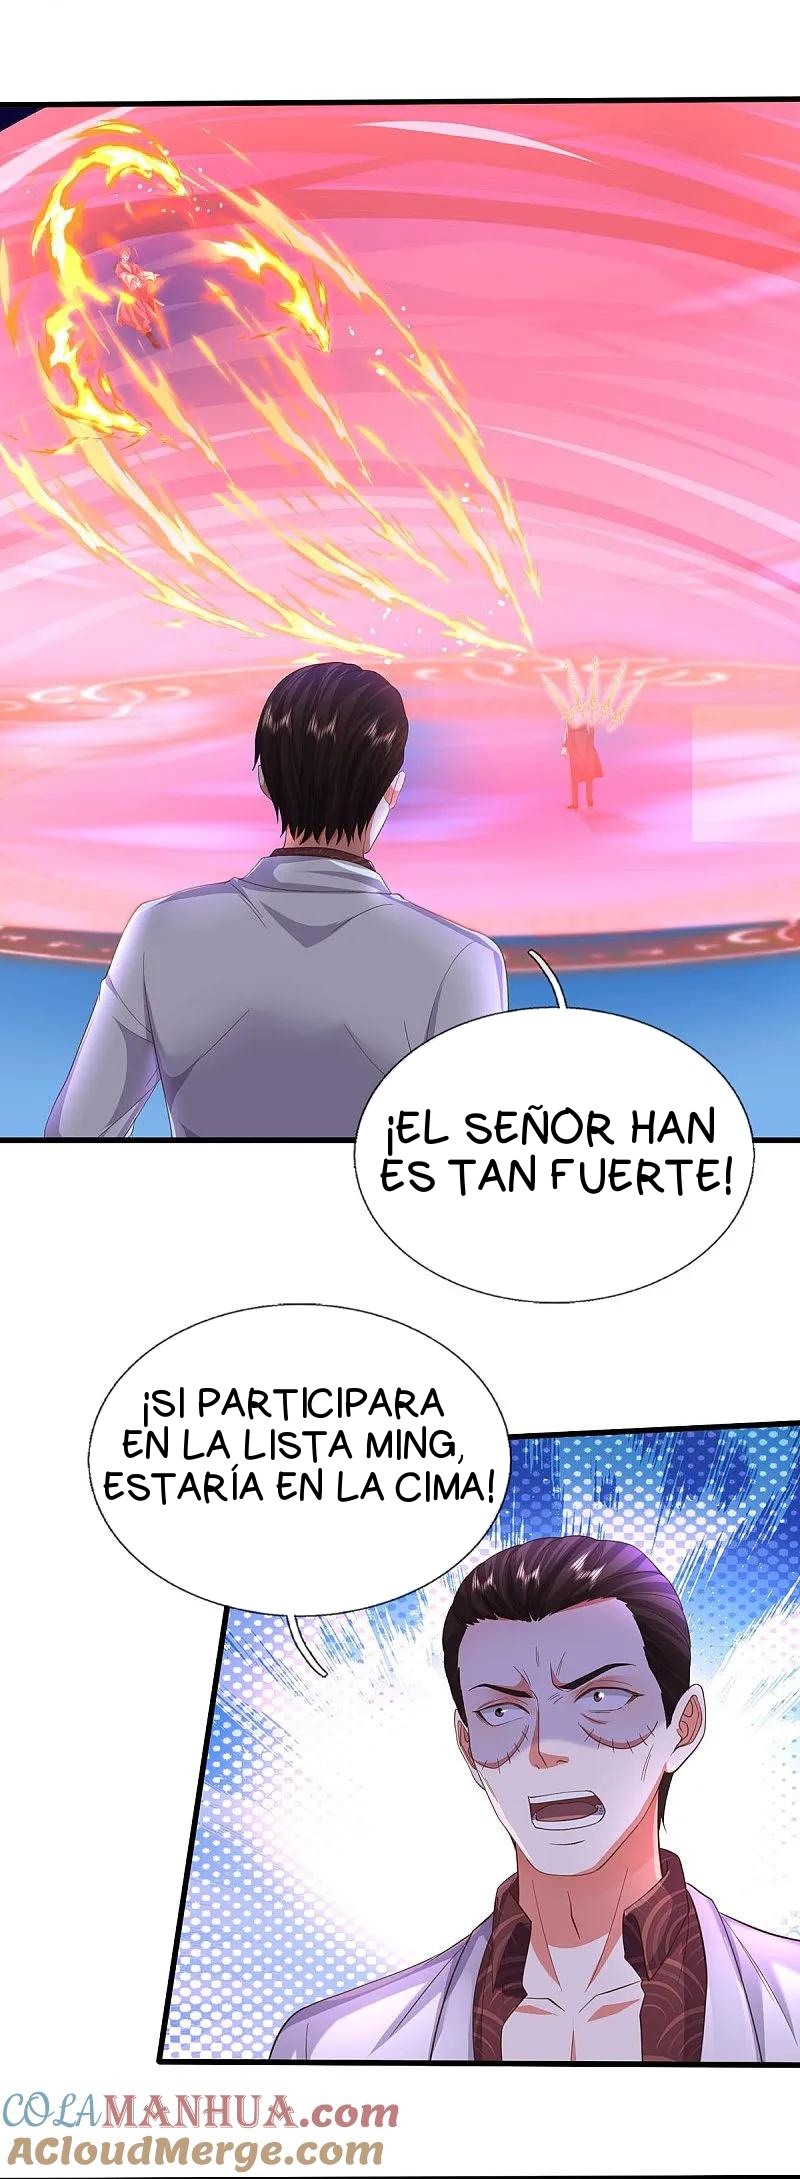 ¡EL SEÑOR HAN
ES TAN FUERTE!
¡SI PARTICIPARA
EN LA LISTA MING,
ESTARÍA EN LA CIMA!
COLAMANHUA.com
ACloudMerge.com